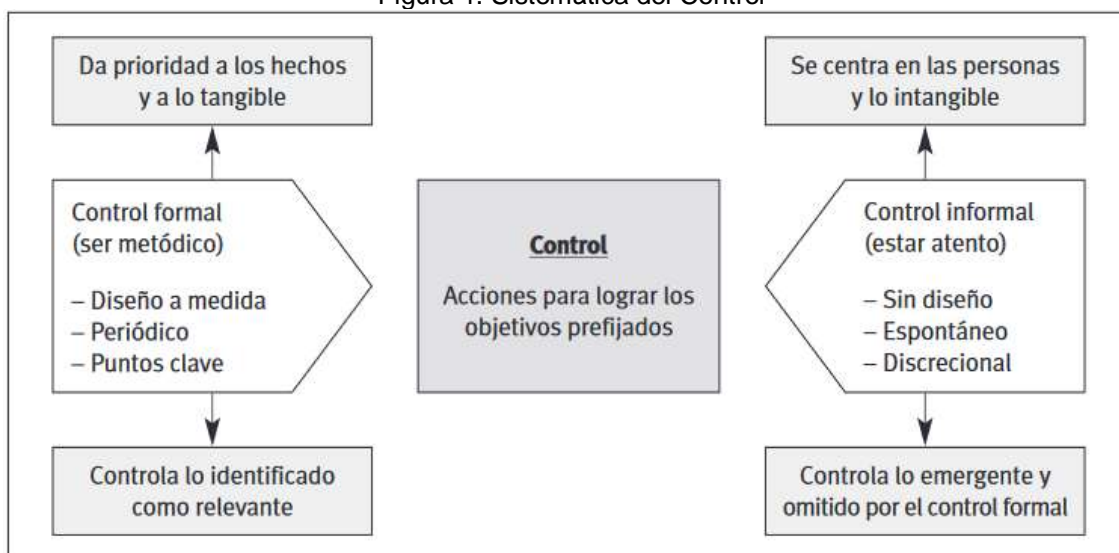 Figura 1. Sistemática del Control
Da prioridad a los hechos
y a lo tangible
Control formal
(ser metódico)
– Diseño a medida
– Periódico
– Puntos clave
Controla lo identificado
como relevante
Control
Acciones para lograr los
objetivos prefijados
Se centra en las personas
y lo intangible
Control informal
(estar atento)
– Sin diseño
– Espontáneo
– Discrecional
Controla lo emergente y
omitido por el control formal